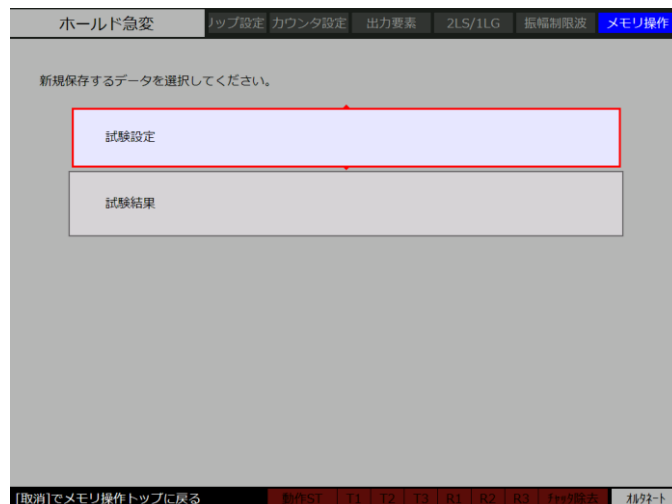 ホールド急変 ップ設定 カウンタ設定 出力要素 2LS/1LG 振幅制限波 メモリ操作
新規保存するデータを選択してください。
試験設定
試験結果
[取消]でメモリ操作トップに戻る 動作ST T1 T2 T3 R1 R2 R3 ﾁｬｯﾀ除去 ｵﾙﾀﾈｰﾄ